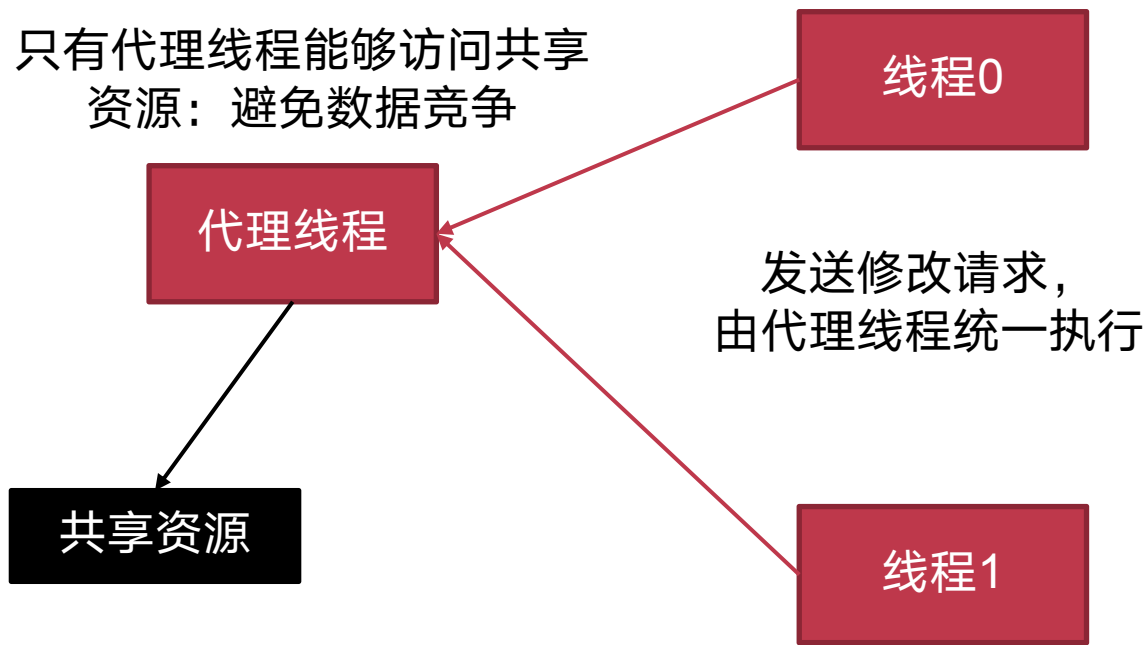 只有代理线程能够访问共享
资源：避免数据竞争
线程0
代理线程
发送修改请求，
由代理线程统一执行
共享资源
线程1